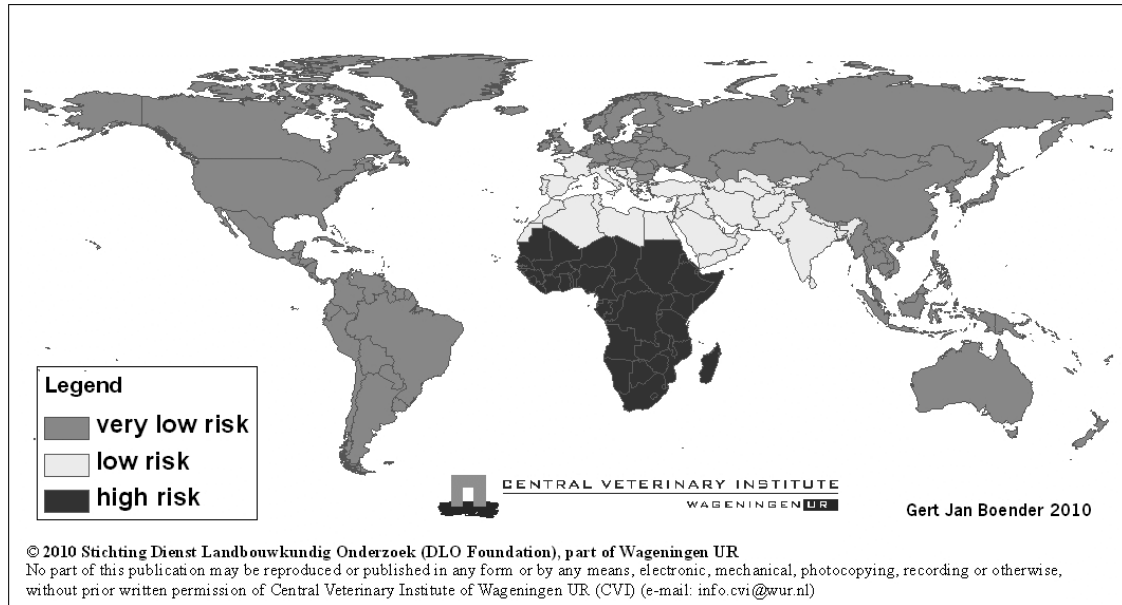 Legend
very low risk
low risk
high risk
CENTRAL VETERINARY INSTITUTE
WAGENINGEN UR
Gert Jan Boender 2010
© 2010 Stichting Dienst Landbouwkundig Onderzoek (DLO Foundation), part of Wageningen UR
No part of this publication may be reproduced or published in any form or by any means, electronic, mechanical, photocopying, recording or otherwise,
without prior written permission of Central Veterinary Institute of Wageningen UR (CVI) (e-mail: info.cvi@wur.nl)